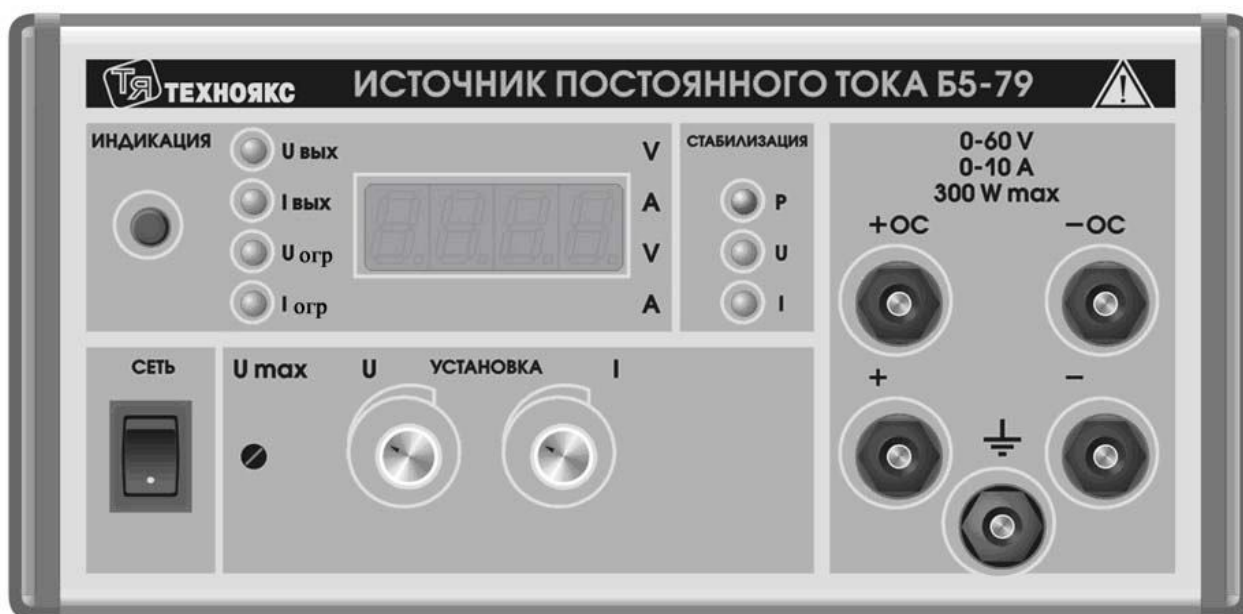 ТЯ ТЕХНОЯКС ИСТОЧНИК ПОСТОЯННОГО ТОКА Б5-79
ИНДИКАЦИЯ
U вых V
I вых A
U огр V
I огр A
СТАБИЛИЗАЦИЯ
P
U
I
0-60 V
0-10 A
300 W max
+ОС −ОС
+ −
СЕТЬ
U max U УСТАНОВКА I